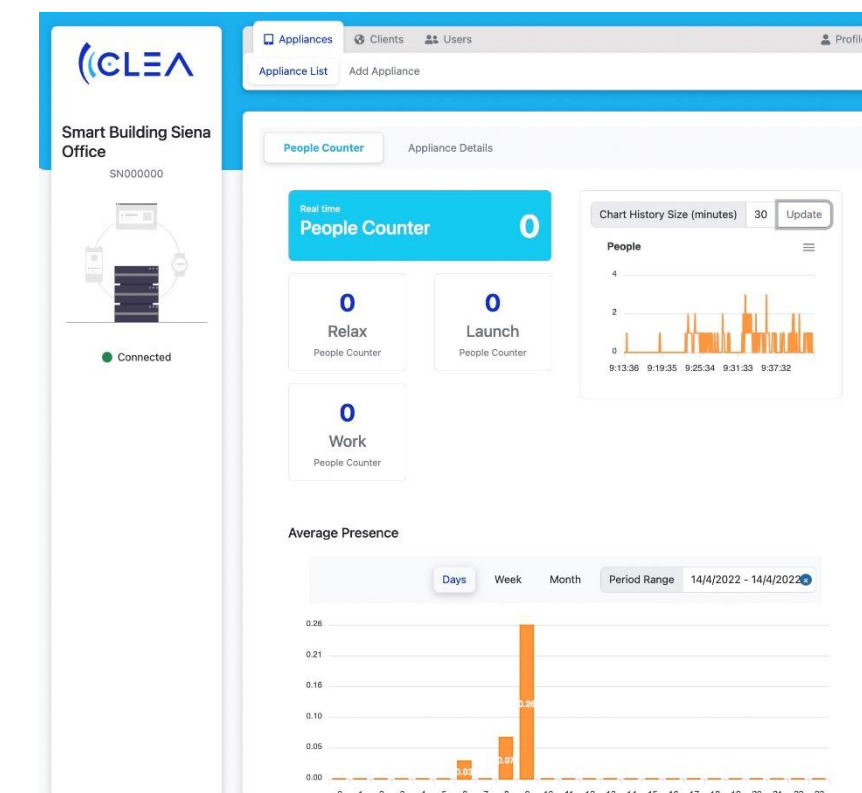 CLEA
Appliances Clients Users Profile
Appliance List Add Appliance
Smart Building Siena
Office
SN000000
Connected
People Counter Appliance Details
Real time
People Counter 0
0
Relax
People Counter
0
Launch
People Counter
0
Work
People Counter
Chart History Size (minutes) 30 Update
People
4
2
0
9:13:36 9:19:35 9:25:34 9:31:33 9:37:32
Average Presence
Days Week Month Period Range 14/4/2022 - 14/4/2022
0.26
0.21
0.16
0.10
0.05
0.00
0.03 0.07 0.26